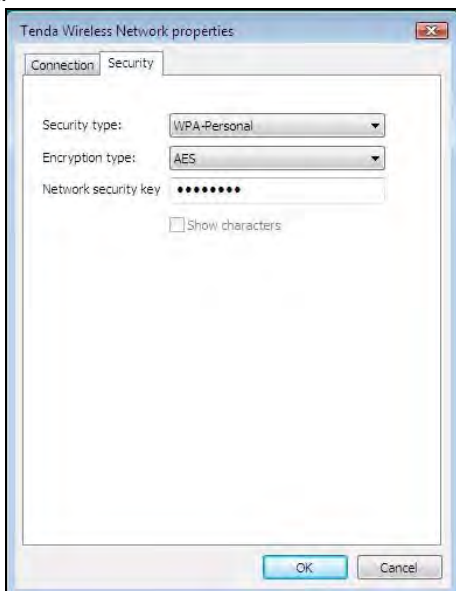 Tenda Wireless Network properties
Connection Security
Security type: WPA-Personal
Encryption type: AES
Network security key ••••••••
Show characters
OK Cancel